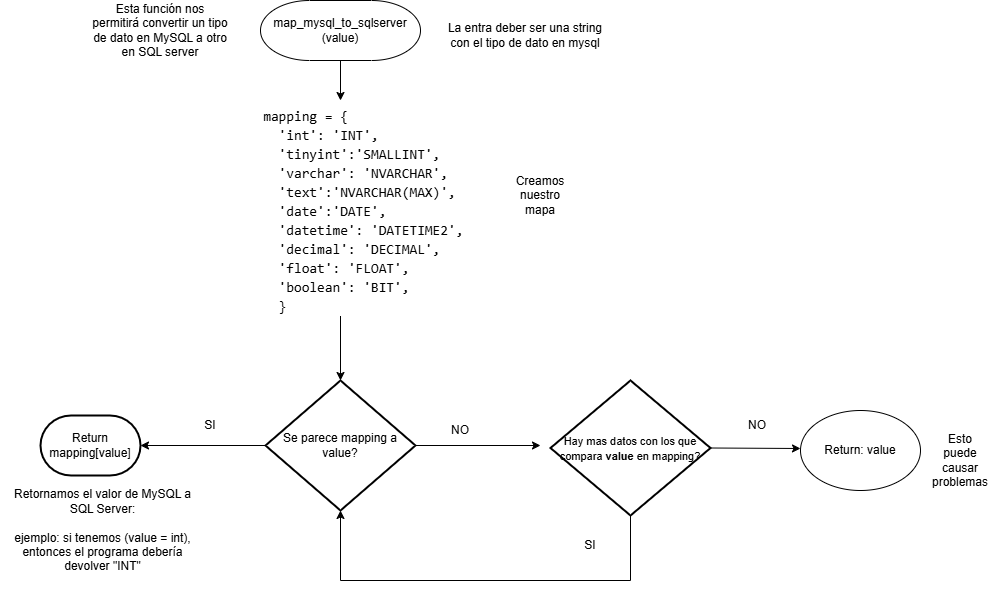 Esta función nos
permitirá convertir un tipo
de dato en MySQL a otro
en SQL server
map_mysql_to_sqlserver
(value)
La entra deber ser una string
con el tipo de dato en mysql
mapping = {
'int': 'INT',
'tinyint':'SMALLINT',
'varchar': 'NVARCHAR',
'text':'NVARCHAR(MAX)',
'date':'DATE',
'datetime': 'DATETIME2',
'decimal': 'DECIMAL',
'float': 'FLOAT',
'boolean': 'BIT',
}
Creamos
nuestro
mapa
Return
mapping[value]
SI
Se parece mapping a
value?
NO
Hay mas datos con los que
compara value en mapping?
NO
Return: value
Esto
puede
causar
problemas
Retornamos el valor de MySQL a
SQL Server:
ejemplo: si tenemos (value = int),
entonces el programa debería
devolver "INT"
SI